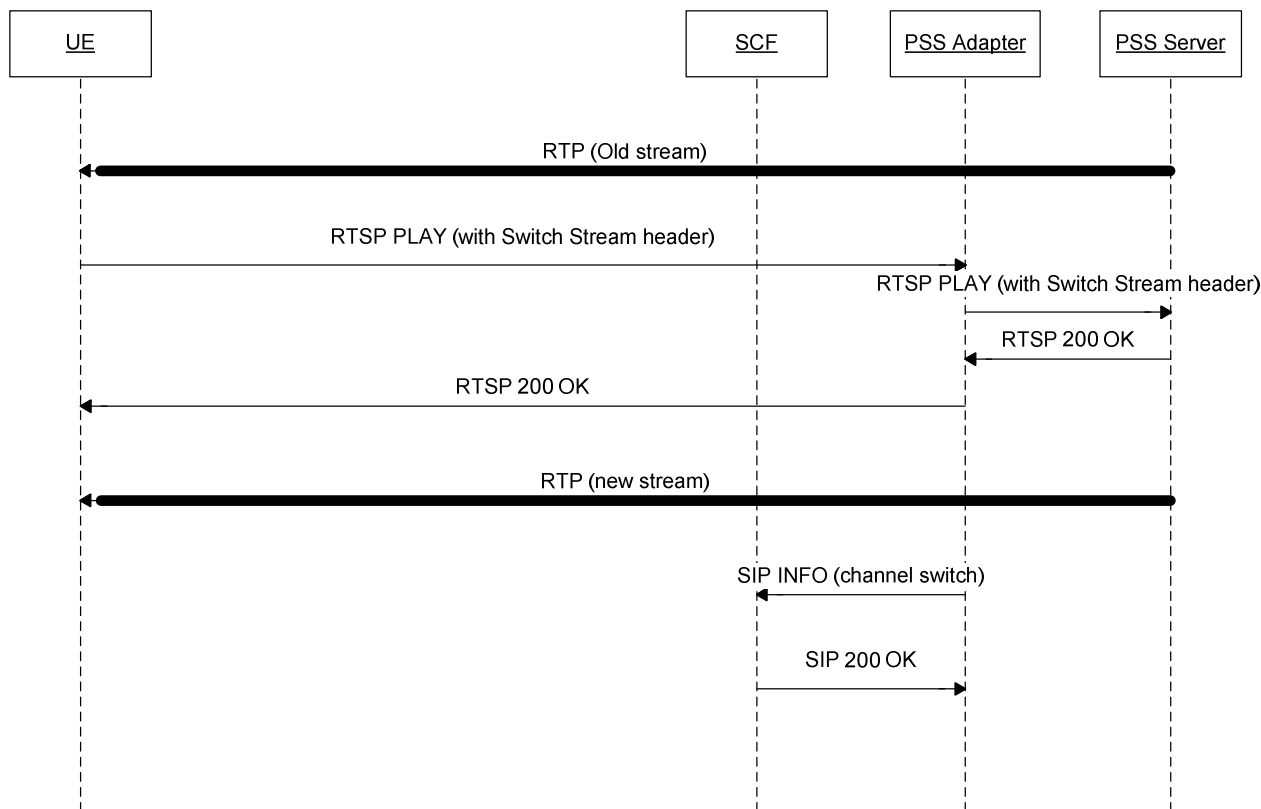 UE
SCF
PSS Adapter
PSS Server
RTP (Old stream)
RTSP PLAY (with Switch Stream header)
RTSP PLAY (with Switch Stream header)
RTSP 200 OK
RTSP 200 OK
RTP (new stream)
SIP INFO (channel switch)
SIP 200 OK